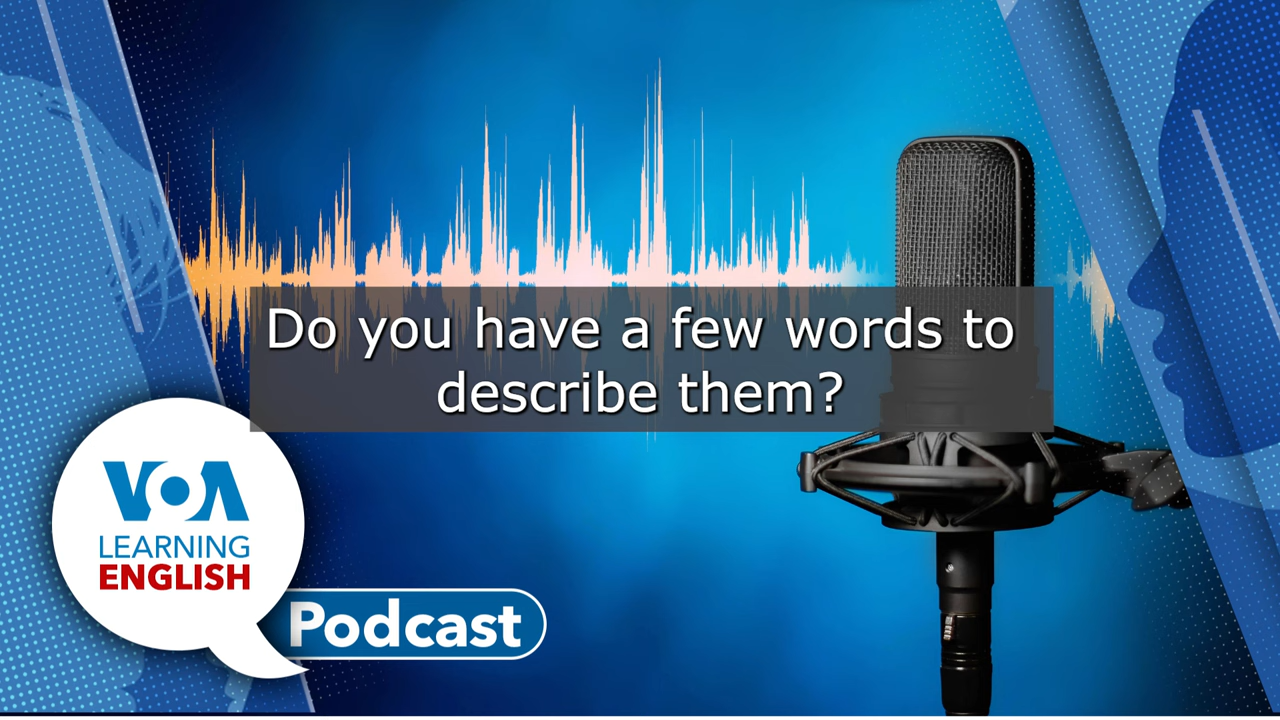 Do you have a few words to
describe them?
VOA
LEARNING
ENGLISH
Podcast